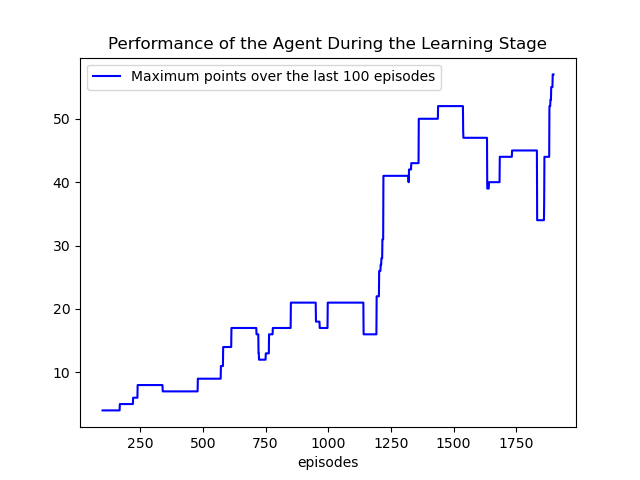 Performance of the Agent During the Learning Stage
Maximum points over the last 100 episodes
50
40
30
20
10
250 500 750 1000 1250 1500 1750
episodes